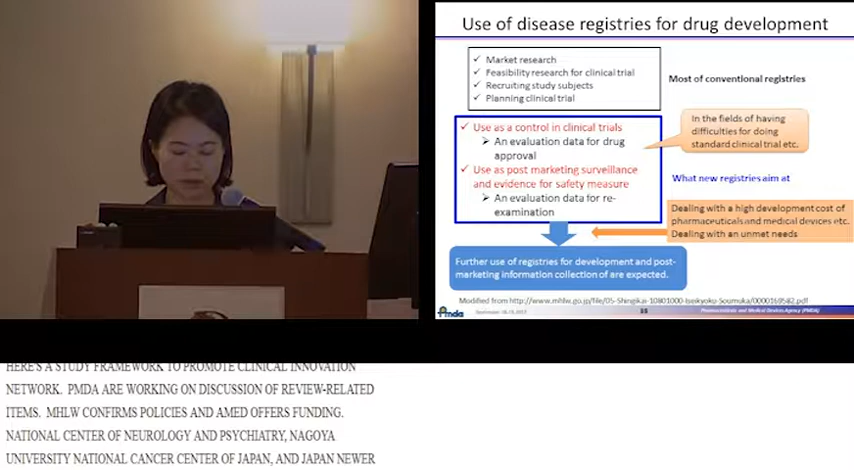 Use of disease registries for drug development
✓ Market research
✓ Feasibility research for clinical trial
✓ Recruiting study subjects
✓ Planning clinical trial
Most of conventional registries
✓ Use as a control in clinical trials
➢ An evaluation data for drug
approval
✓ Use as post marketing surveillance
and evidence for safety measure
➢ An evaluation data for re-
examination
In the fields of having
difficulties for doing
standard clinical trial etc.
What new registries aim at
Dealing with a high development cost of
pharmaceuticals and medical devices etc.
Dealing with an unmet needs
Further use of registries for development and post-
marketing information collection of are expected.
Modified from http://www.mhlw.go.jp/file/05-Shingikai-10801000-Iseikyoku-Soumuka/0000169582.pdf
Pmda
Pharmaceuticals and Medical Devices Agency (PMDA)
HERE'S A STUDY FRAMEWORK TO PROMOTE CLINICAL INNOVATION
NETWORK. PMDA ARE WORKING ON DISCUSSION OF REVIEW-RELATED
ITEMS. MHLW CONFIRMS POLICIES AND AMED OFFERS FUNDING.
NATIONAL CENTER OF NEUROLOGY AND PSYCHIATRY, NAGOYA
UNIVERSITY NATIONAL CANCER CENTER OF JAPAN, AND JAPAN NEWER